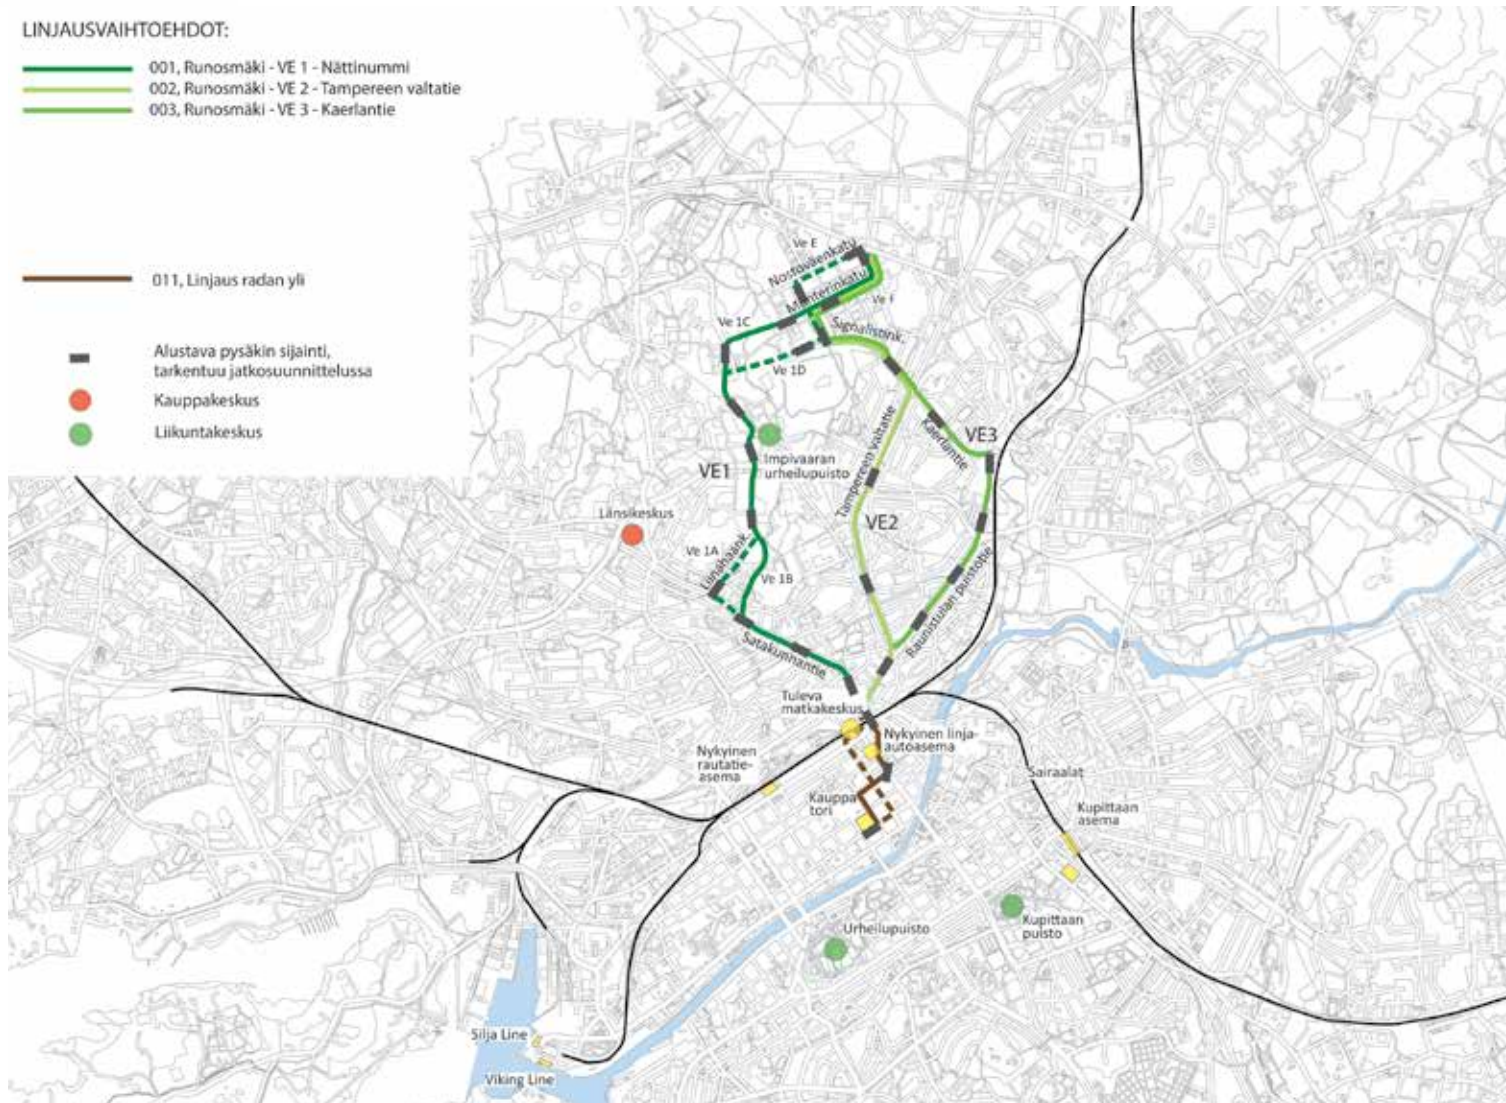 LINJAUSVAIHTOEHDOT:
001, Runosmäki - VE 1 - Nättinummi
002, Runosmäki - VE 2 - Tampereen valtatie
003, Runosmäki - VE 3 - Kaerlantie
011, Linjaus radan yli
Alustava pysäkin sijainti,
tarkentuu jatkosuunnittelussa
Kauppakeskus
Liikuntakeskus
Ve E
Nostoväenkatu
Munterinkatu
Ve F
Ve 1C
Signalistink.
Ve 1D
Tampereen valtatie
Kaerlantie
VE3
Impivaaran
urheilupuisto
VE1
Länsikeskus
VE2
Ve 1A
Liinahaank.
Ve 1B
Raunistulan puistotie
Satakunnantie
Tuleva
matkakeskus
Nykyinen linja-
autoasema
Nykyinen
rautatie-
asema
Sairaalat
Kauppa
tori
Kupittaan
asema
Urheilupuisto
Kupittaan
puisto
Silja Line
Viking Line